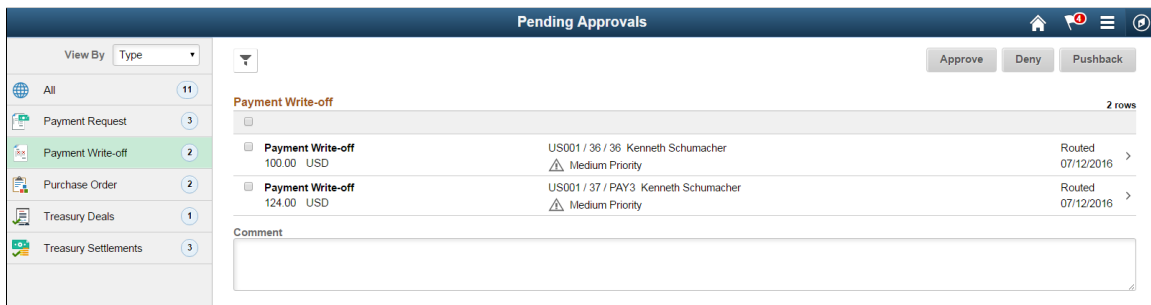 Pending Approvals
4
View By Type
Approve Deny Pushback
All 11
Payment Request 3
Payment Write-off 2
Purchase Order 2
Treasury Deals 1
Treasury Settlements 3
Payment Write-off
2 rows
Payment Write-off US001 / 36 / 36 Kenneth Schumacher Routed
100.00 USD Medium Priority 07/12/2016
Payment Write-off US001 / 37 / PAY3 Kenneth Schumacher Routed
124.00 USD Medium Priority 07/12/2016
Comment